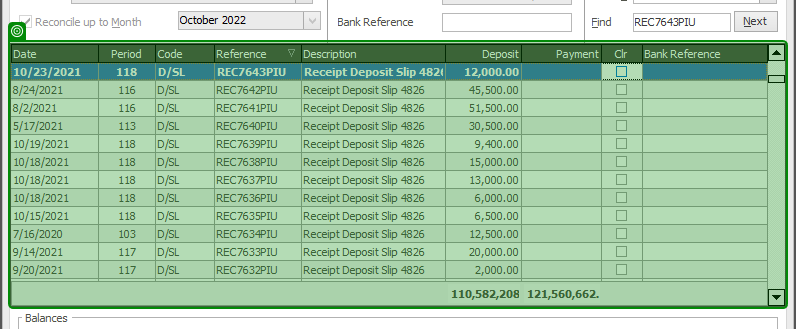 Reconcile up to Month October 2022 Bank Reference Find REC7643PIU Next
Date Period Code Reference Description Deposit Payment Clr Bank Reference
10/23/2021 118 D/SL REC7643PIU Receipt Deposit Slip 4826 12,000.00
8/24/2021 116 D/SL REC7642PIU Receipt Deposit Slip 4826 45,500.00
8/2/2021 116 D/SL REC7641PIU Receipt Deposit Slip 4826 51,500.00
5/17/2021 113 D/SL REC7640PIU Receipt Deposit Slip 4826 30,500.00
10/19/2021 118 D/SL REC7639PIU Receipt Deposit Slip 4826 9,400.00
10/18/2021 118 D/SL REC7638PIU Receipt Deposit Slip 4826 15,000.00
10/18/2021 118 D/SL REC7637PIU Receipt Deposit Slip 4826 13,000.00
10/18/2021 118 D/SL REC7636PIU Receipt Deposit Slip 4826 6,000.00
10/15/2021 118 D/SL REC7635PIU Receipt Deposit Slip 4826 6,500.00
7/16/2020 103 D/SL REC7634PIU Receipt Deposit Slip 4826 12,500.00
9/14/2021 117 D/SL REC7633PIU Receipt Deposit Slip 4826 20,000.00
9/20/2021 117 D/SL REC7632PIU Receipt Deposit Slip 4826 2,000.00
110,582,208 121,560,662.
Balances